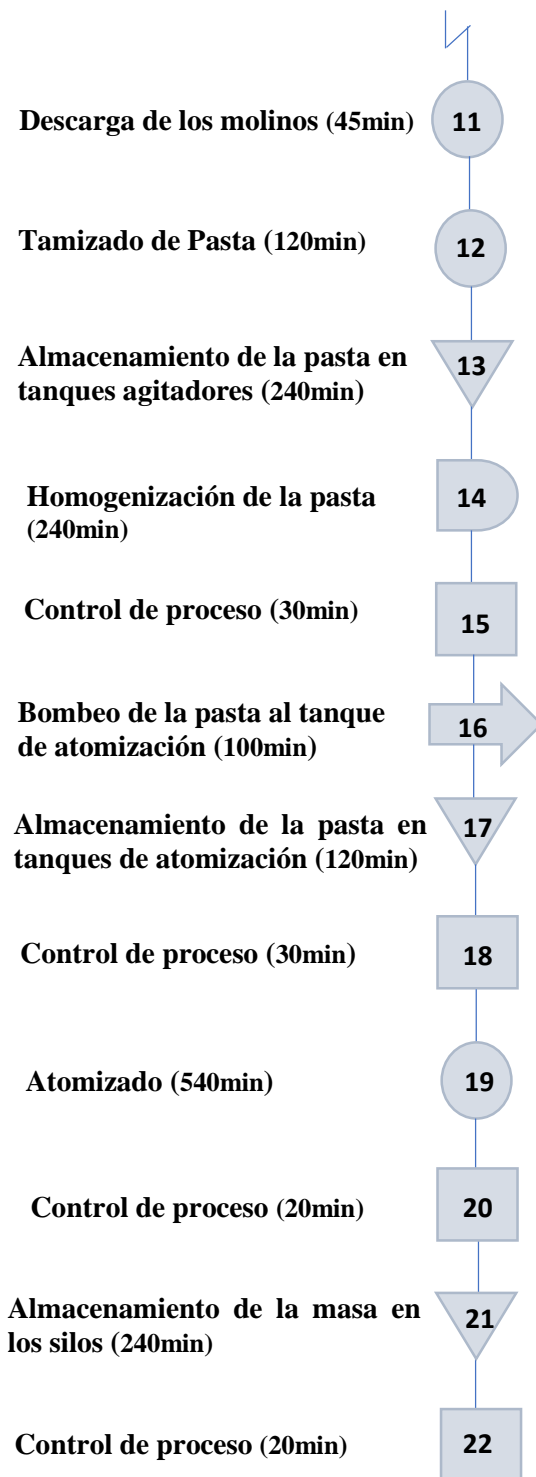 Descarga de los molinos (45min) 11
Tamizado de Pasta (120min) 12
Almacenamiento de la pasta en
tanques agitadores (240min) 13
Homogenización de la pasta
(240min) 14
Control de proceso (30min) 15
Bombeo de la pasta al tanque
de atomización (100min) 16
Almacenamiento de la pasta en
tanques de atomización (120min) 17
Control de proceso (30min) 18
Atomizado (540min) 19
Control de proceso (20min) 20
Almacenamiento de la masa en
los silos (240min) 21
Control de proceso (20min) 22